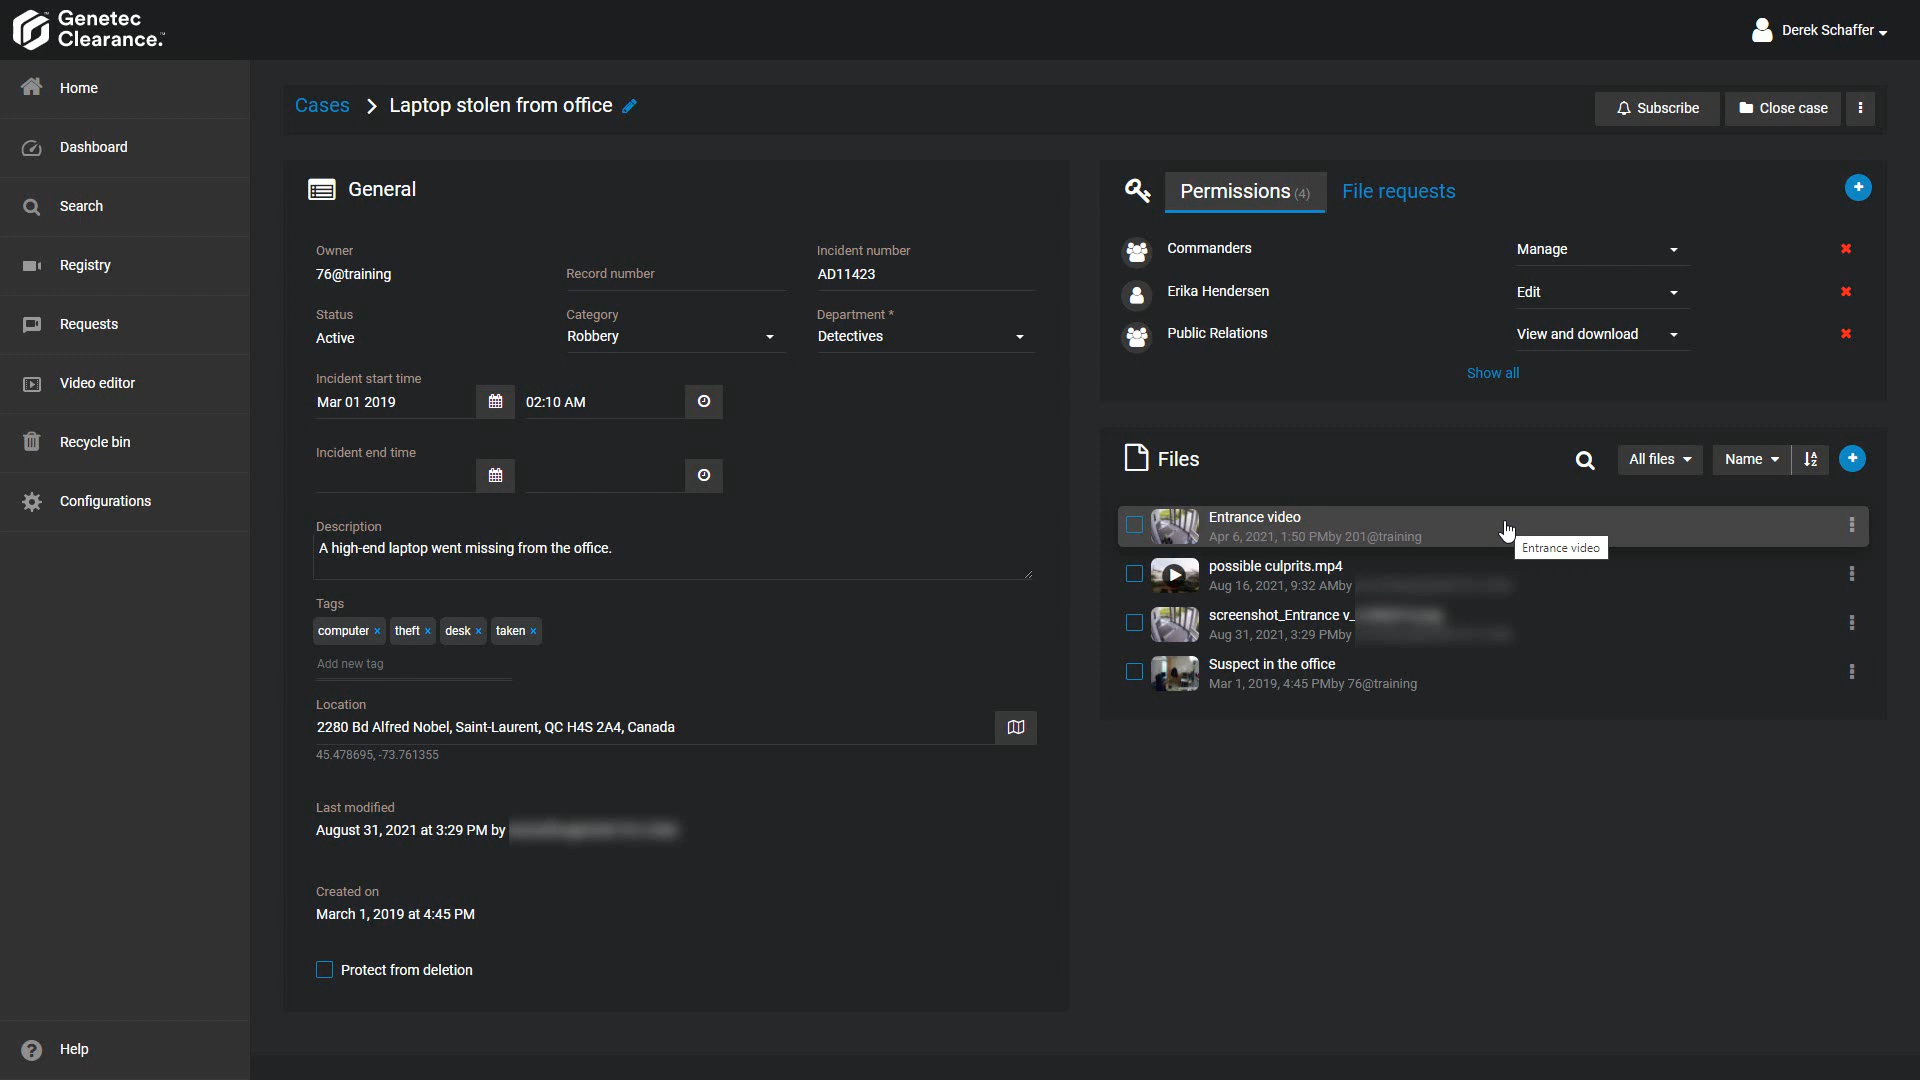 Genetec
Clearance.™
Derek Schaffer
Home
Dashboard
Search
Registry
Requests
Video editor
Recycle bin
Configurations
Help
Cases > Laptop stolen from office
Subscribe
Close case
General
Owner
76@training
Record number
Incident number
AD11423
Status
Active
Category
Robbery
Department *
Detectives
Incident start time
Mar 01 2019
02:10 AM
Incident end time
Description
A high-end laptop went missing from the office.
Tags
computer × theft × desk × taken ×
Add new tag
Location
2280 Bd Alfred Nobel, Saint-Laurent, QC H4S 2A4, Canada
45.478695, -73.761355
Last modified
August 31, 2021 at 3:29 PM by
Created on
March 1, 2019 at 4:45 PM
Protect from deletion
Permissions (4)
File requests
Commanders
Manage
Erika Hendersen
Edit
Public Relations
View and download
Show all
Files
All files
Name
Entrance video
Apr 6, 2021, 1:50 PMby 201@training
Entrance video
possible culprits.mp4
Aug 16, 2021, 9:32 AMby
screenshot_Entrance v_
Aug 31, 2021, 3:29 PMby
Suspect in the office
Mar 1, 2019, 4:45 PMby 76@training